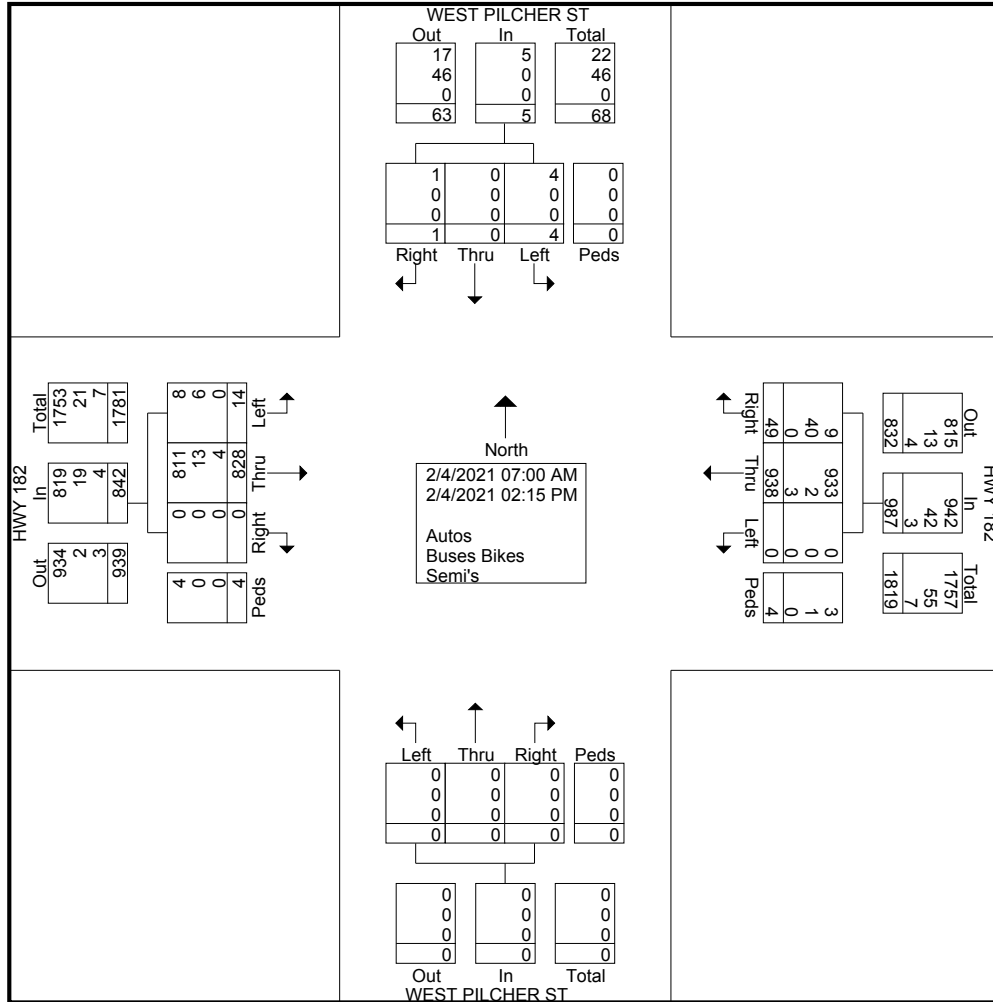 WEST PILCHER ST
Out In Total
17 5 22
46 0 46
0 0 0
63 5 68
1 0 4 0
0 0 0 0
0 0 0 0
1 0 4 0
Right Thru Left Peds
HWY 182
Total In Out
1753 819 934
21 19 2
7 4 3
1781 842 939
Left Thru Right Peds
8 811 0 4
6 13 0 0
0 4 0 0
14 828 0 4
North
2/4/2021 07:00 AM
2/4/2021 02:15 PM
Autos
Buses Bikes
Semi's
Right Thru Left Peds
9 933 0 3
40 2 0 1
0 3 0 0
49 938 0 4
HWY 182
Out In Total
815 942 1757
13 42 55
4 3 7
832 987 1819
Left Thru Right Peds
0 0 0 0
0 0 0 0
0 0 0 0
0 0 0 0
0 0 0
0 0 0
0 0 0
0 0 0
Out In Total
WEST PILCHER ST